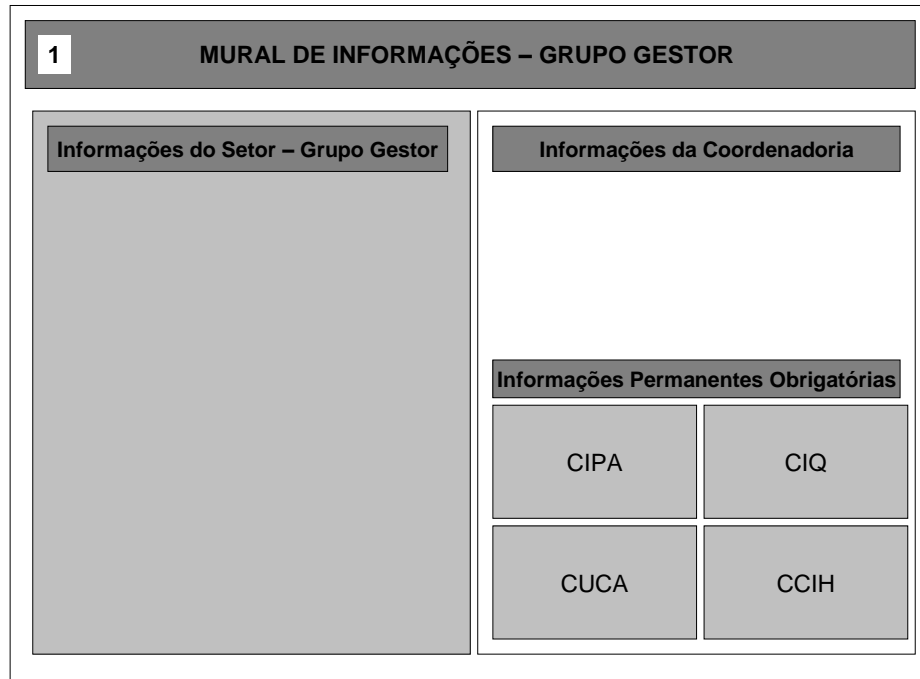 1
MURAL DE INFORMAÇÕES – GRUPO GESTOR
Informações do Setor – Grupo Gestor
Informações da Coordenadoria
Informações Permanentes Obrigatórias
CIPA
CIQ
CUCA
CCIH